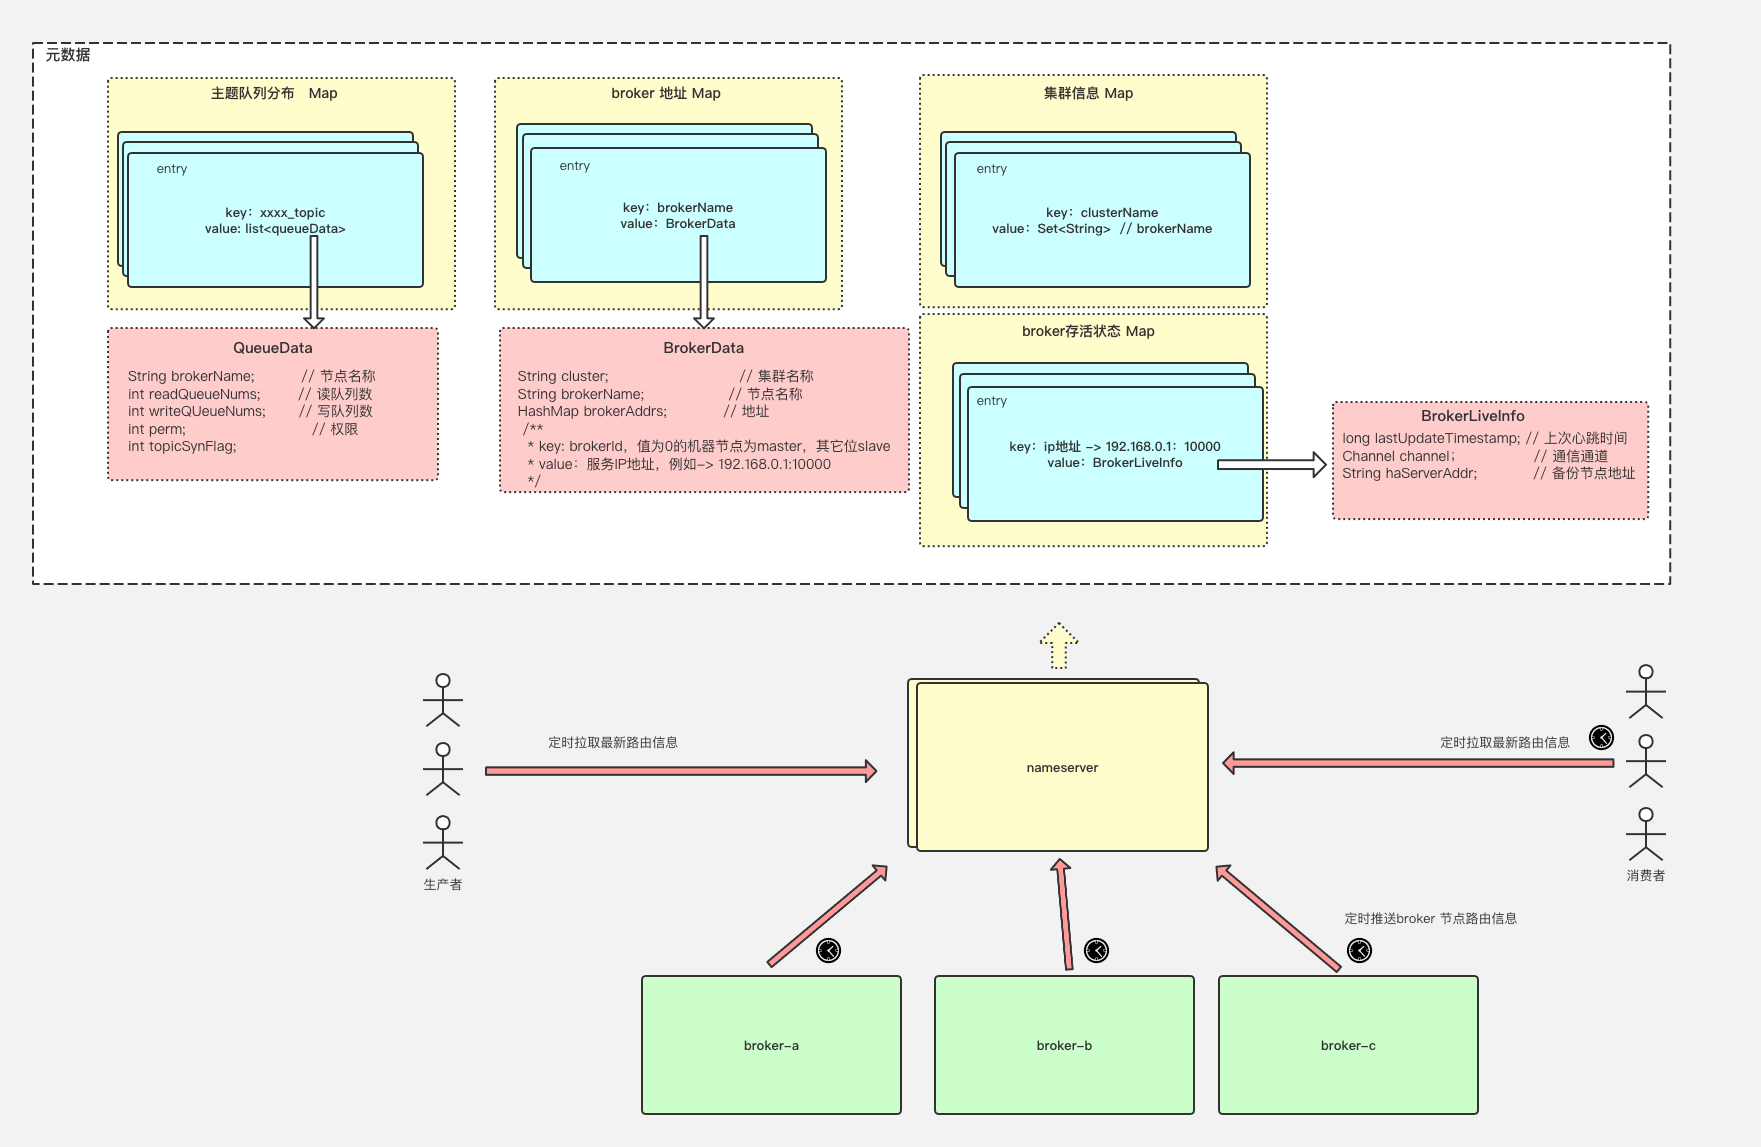 元数据
主题队列分布 Map
entry
key：xxxx_topic
value: list<queueData>
QueueData
String brokerName; // 节点名称
int readQueueNums; // 读队列数
int writeQUeueNums; // 写队列数
int perm; // 权限
int topicSynFlag;
broker 地址 Map
entry
key：brokerName
value：BrokerData
BrokerData
String cluster; // 集群名称
String brokerName; // 节点名称
HashMap brokerAddrs; // 地址
/**
* key: brokerId，值为0的机器节点为master，其它位slave
* value：服务IP地址，例如-> 192.168.0.1:10000
*/
集群信息 Map
entry
key：clusterName
value：Set<String> // brokerName
broker存活状态 Map
entry
key：ip地址 -> 192.168.0.1：10000
value：BrokerLiveInfo
BrokerLiveInfo
long lastUpdateTimestamp; // 上次心跳时间
Channel channel； // 通信通道
String haServerAddr; // 备份节点地址
定时拉取最新路由信息
生产者
nameserver
定时拉取最新路由信息
消费者
定时推送broker 节点路由信息
broker-a
broker-b
broker-c